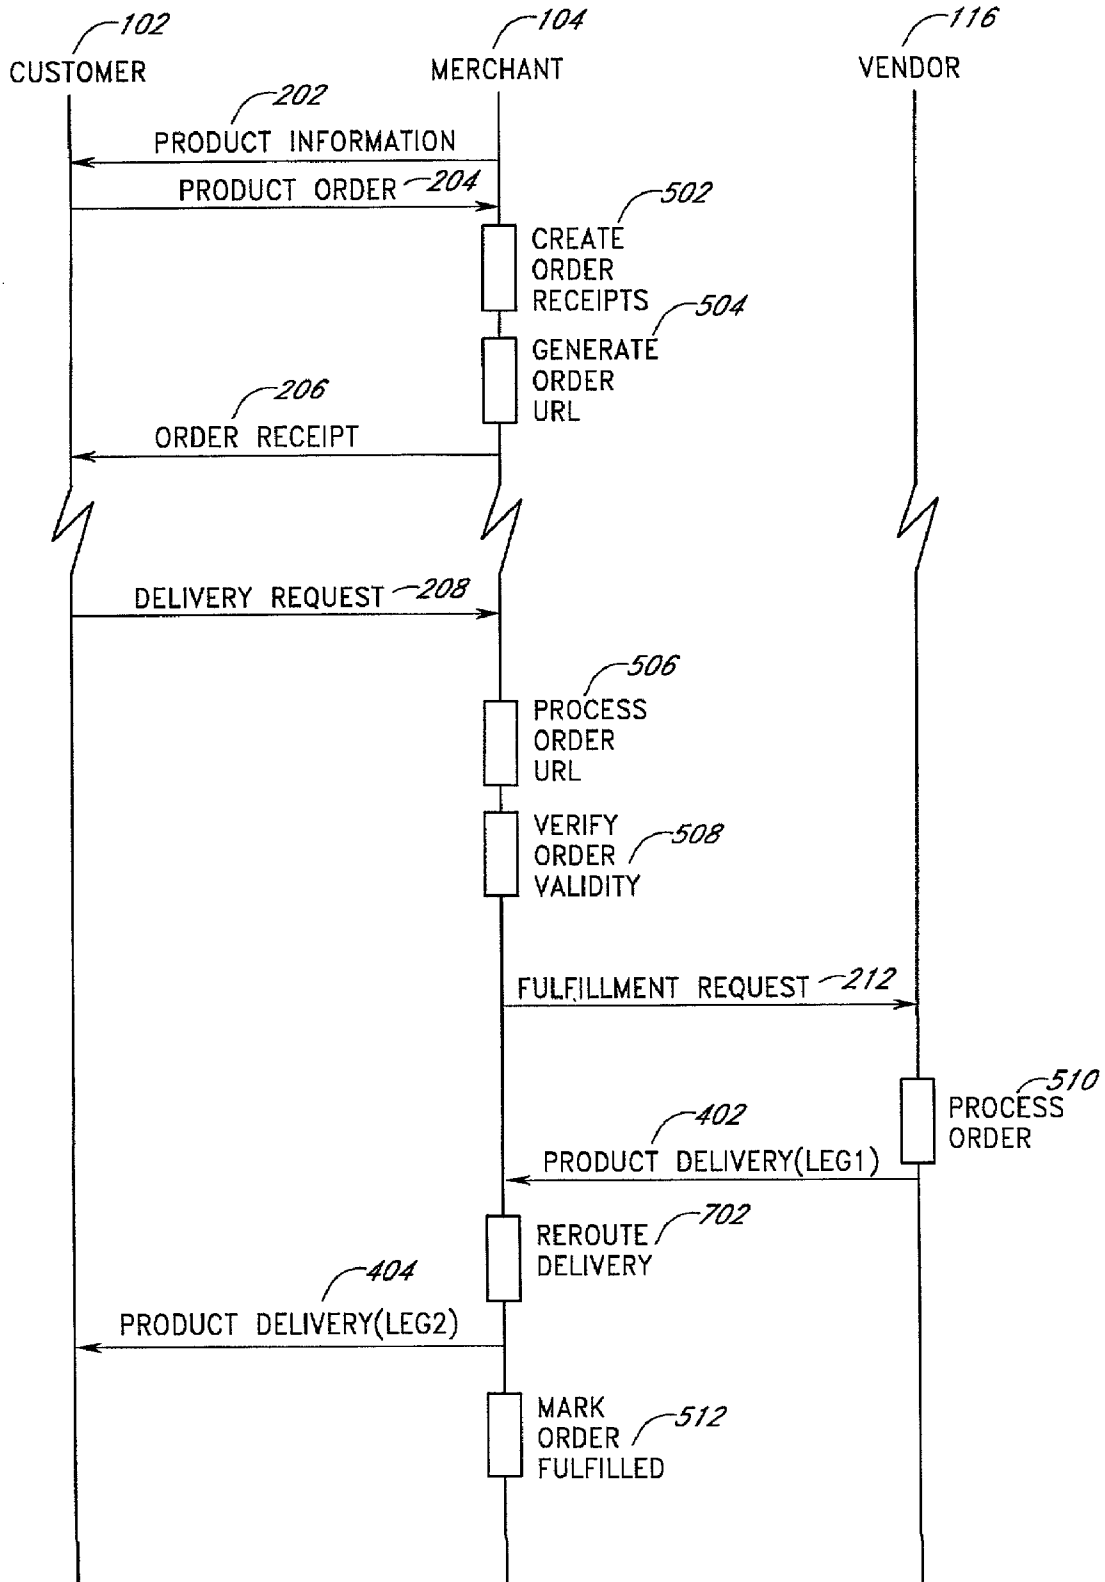 102
104
116
CUSTOMER
MERCHANT
VENDOR
202
PRODUCT INFORMATION
PRODUCT ORDER 204
502
CREATE
ORDER
RECEIPTS
504
GENERATE
ORDER
URL
206
ORDER RECEIPT
DELIVERY REQUEST 208
506
PROCESS
ORDER
URL
VERIFY
ORDER
VALIDITY
508
FULFILLMENT REQUEST 212
510
PROCESS
ORDER
402
PRODUCT DELIVERY(LEG1)
702
REROUTE
DELIVERY
404
PRODUCT DELIVERY(LEG2)
MARK
ORDER
FULFILLED
512